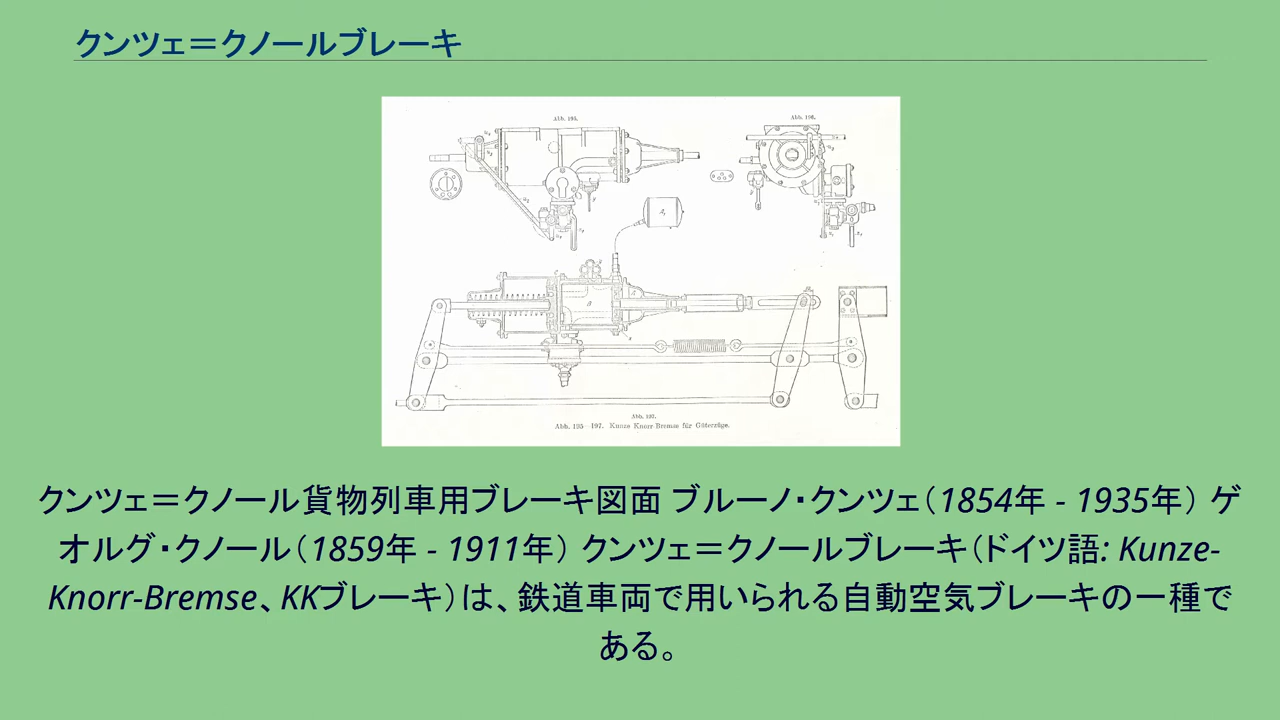 クンツェ＝クノールブレーキ
Abb. 195.
Abb. 196.
Abb. 197.
Abb. 195–197. Kunze Knorr-Bremse für Güterzüge.
クンツェ＝クノール貨物列車用ブレーキ図面 ブルーノ・クンツェ（1854年 - 1935年） ゲ
オルグ・クノール（1859年 - 1911年） クンツェ＝クノールブレーキ（ドイツ語: Kunze-
Knorr-Bremse、KKブレーキ）は、鉄道車両で用いられる自動空気ブレーキの一種で
ある。